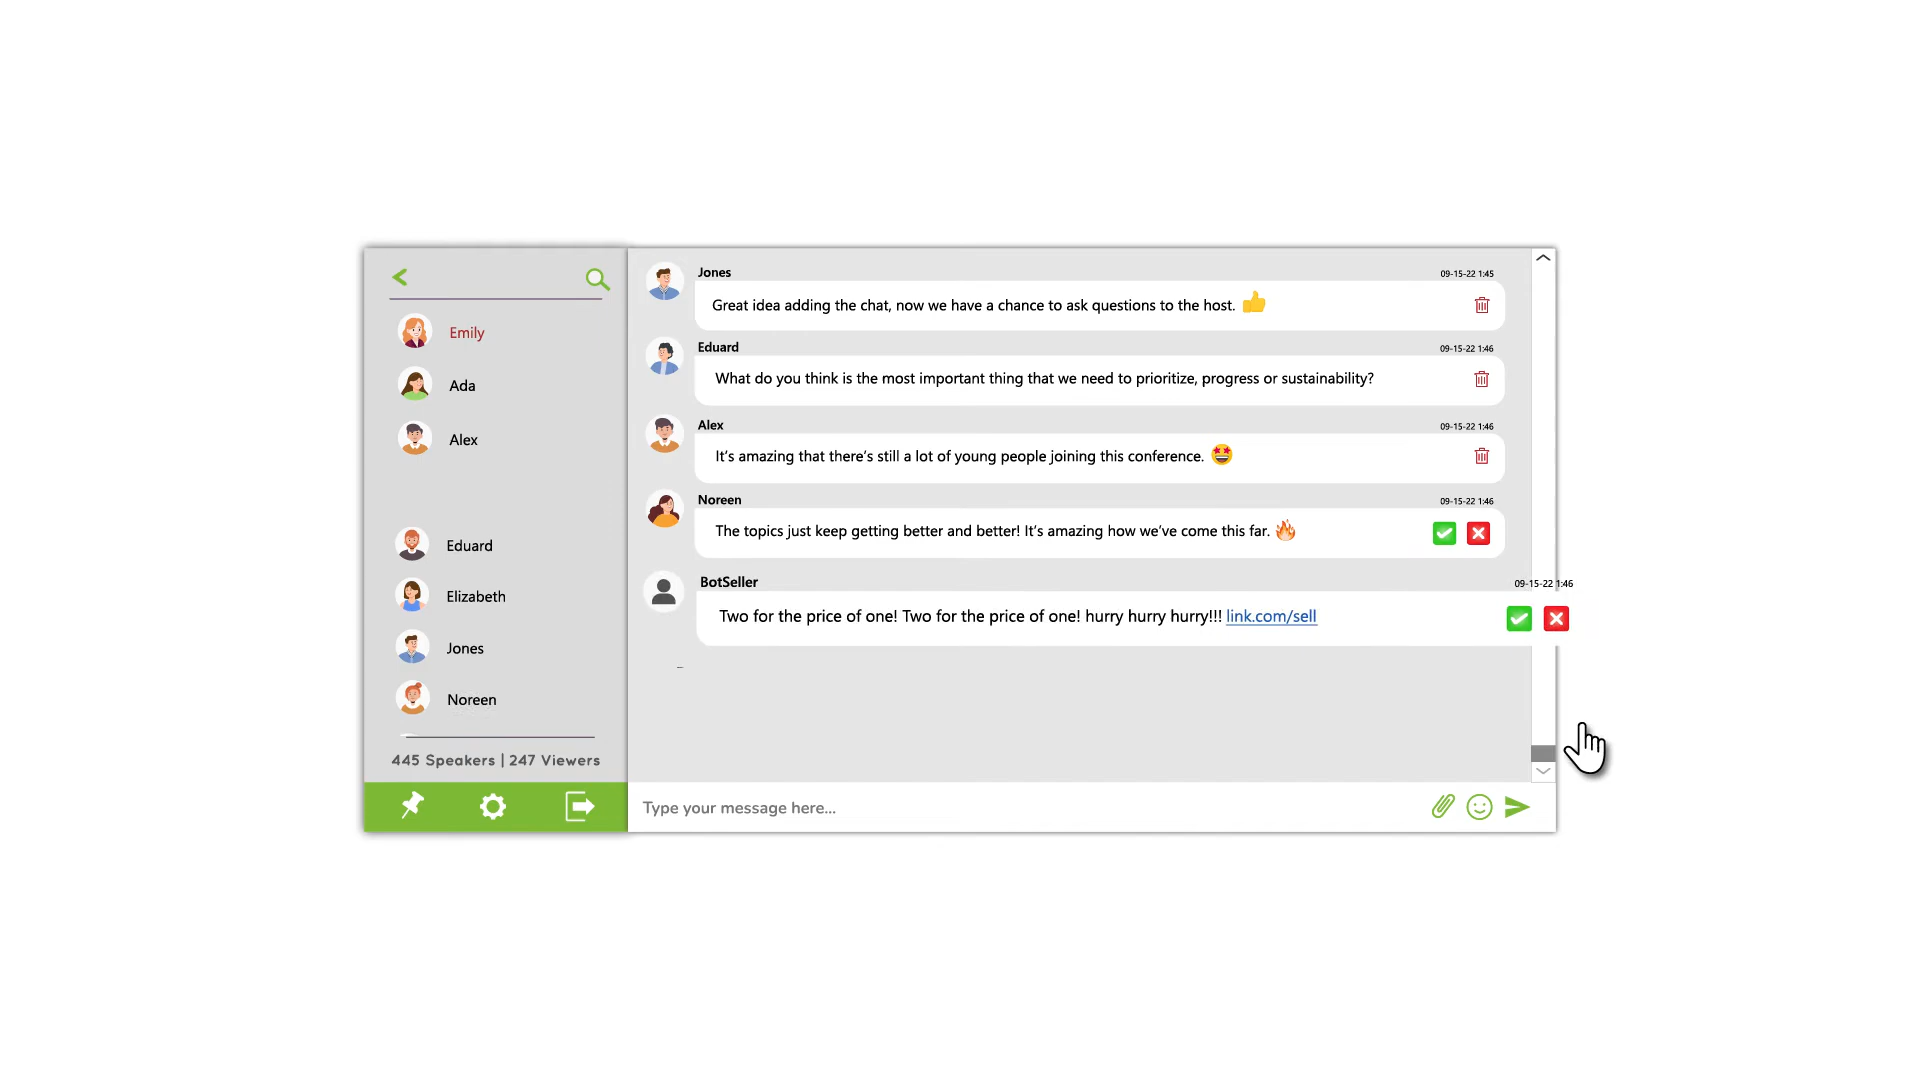 Emily
Ada
Alex
Eduard
Elizabeth
Jones
Noreen
445 Speakers | 247 Viewers
Jones
09-15-22 1:45
Great idea adding the chat, now we have a chance to ask questions to the host. 👍
Eduard
09-15-22 1:46
What do you think is the most important thing that we need to prioritize, progress or sustainability?
Alex
09-15-22 1:46
It's amazing that there's still a lot of young people joining this conference. 🤩
Noreen
09-15-22 1:46
The topics just keep getting better and better! It's amazing how we've come this far. 🔥
BotSeller
09-15-22 1:46
Two for the price of one! Two for the price of one! hurry hurry hurry!!! link.com/sell
Type your message here...